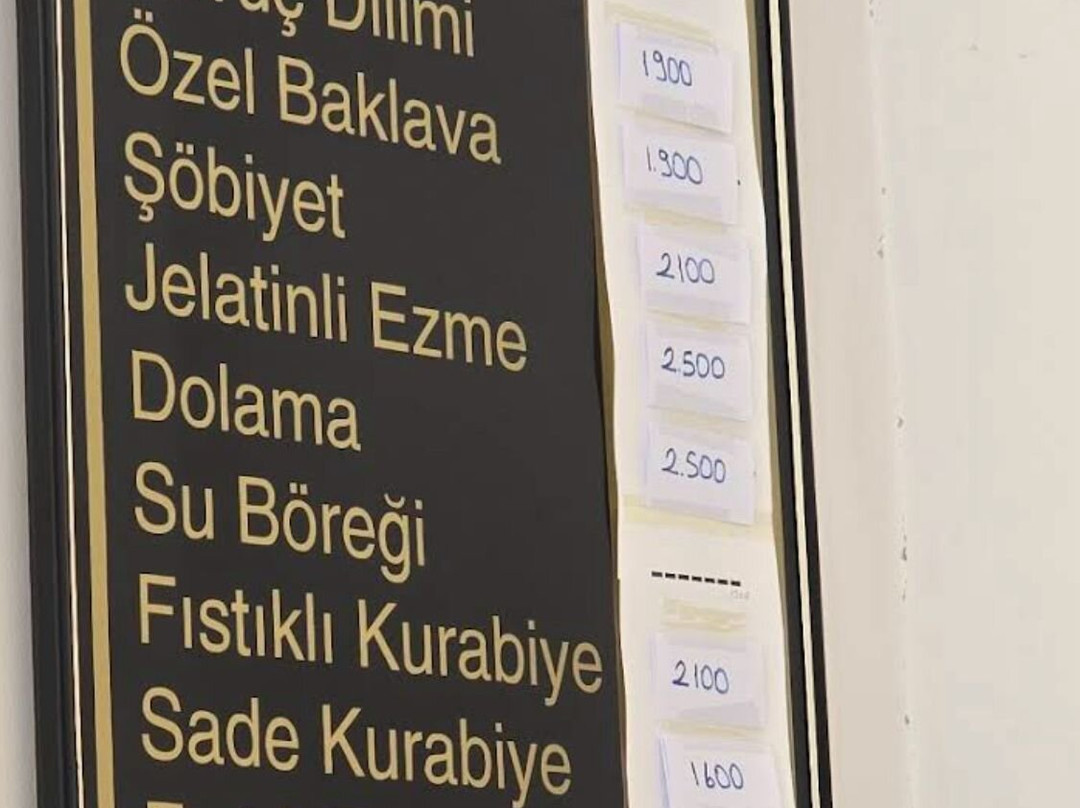 Dilimi 1900
Özel Baklava 1.900
Şöbiyet 2100
Jelatinli Ezme 2.500
Dolama 2.500
Su Böreği ------
Fıstıklı Kurabiye 2100
Sade Kurabiye 1600